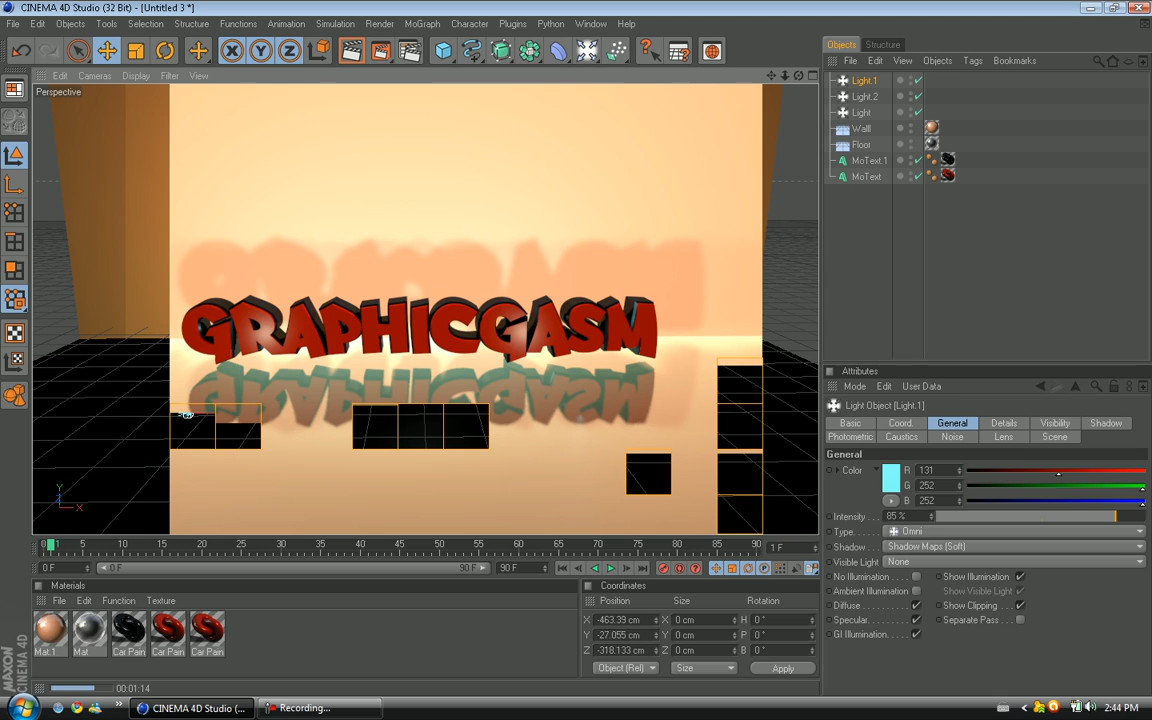 CINEMA 4D Studio (32 Bit) - [Untitled 3 *]
File Edit Objects Tools Selection Structure Functions Animation Simulation Render MoGraph Character Plugins Python Window Help
Objects Structure
Edit Cameras Display Filter View
File Edit View Objects Tags Bookmarks
Perspective
Light.1
Light.2
Light
Wall
Floor
MoText.1
MoText
GRAPHICGASM
Attributes
Mode Edit User Data
Light Object [Light.1]
Basic Coord. General Details Visibility Shadow
Photometric Caustics Noise Lens Scene
General
Color R 131
G 252
B 252
Intensity 85 %
Type. Omni
Shadow Shadow Maps (Soft)
Visible Light None
No Illumination Show Illumination
Ambient Illumination Show Visible Light
Diffuse Show Clipping
Specular Separate Pass
GI Illumination
Y
X
0 1 5 10 15 20 25 30 35 40 45 50 55 60 65 70 75 80 85 90 1 F
0 F 0 F 90 F 90 F
Materials
File Edit Function Texture
Mat.1 Mat Car Pain Car Pain Car Pain
Coordinates
Position Size Rotation
X -463.39 cm X 0 cm H 0 °
Y -27.055 cm Y 0 cm P 0 °
Z -318.133 cm Z 0 cm B 0 °
Object (Rel) Size Apply
MAXON CINEMA 4D
00:01:14
CINEMA 4D Studio (... Recording... 2:44 PM